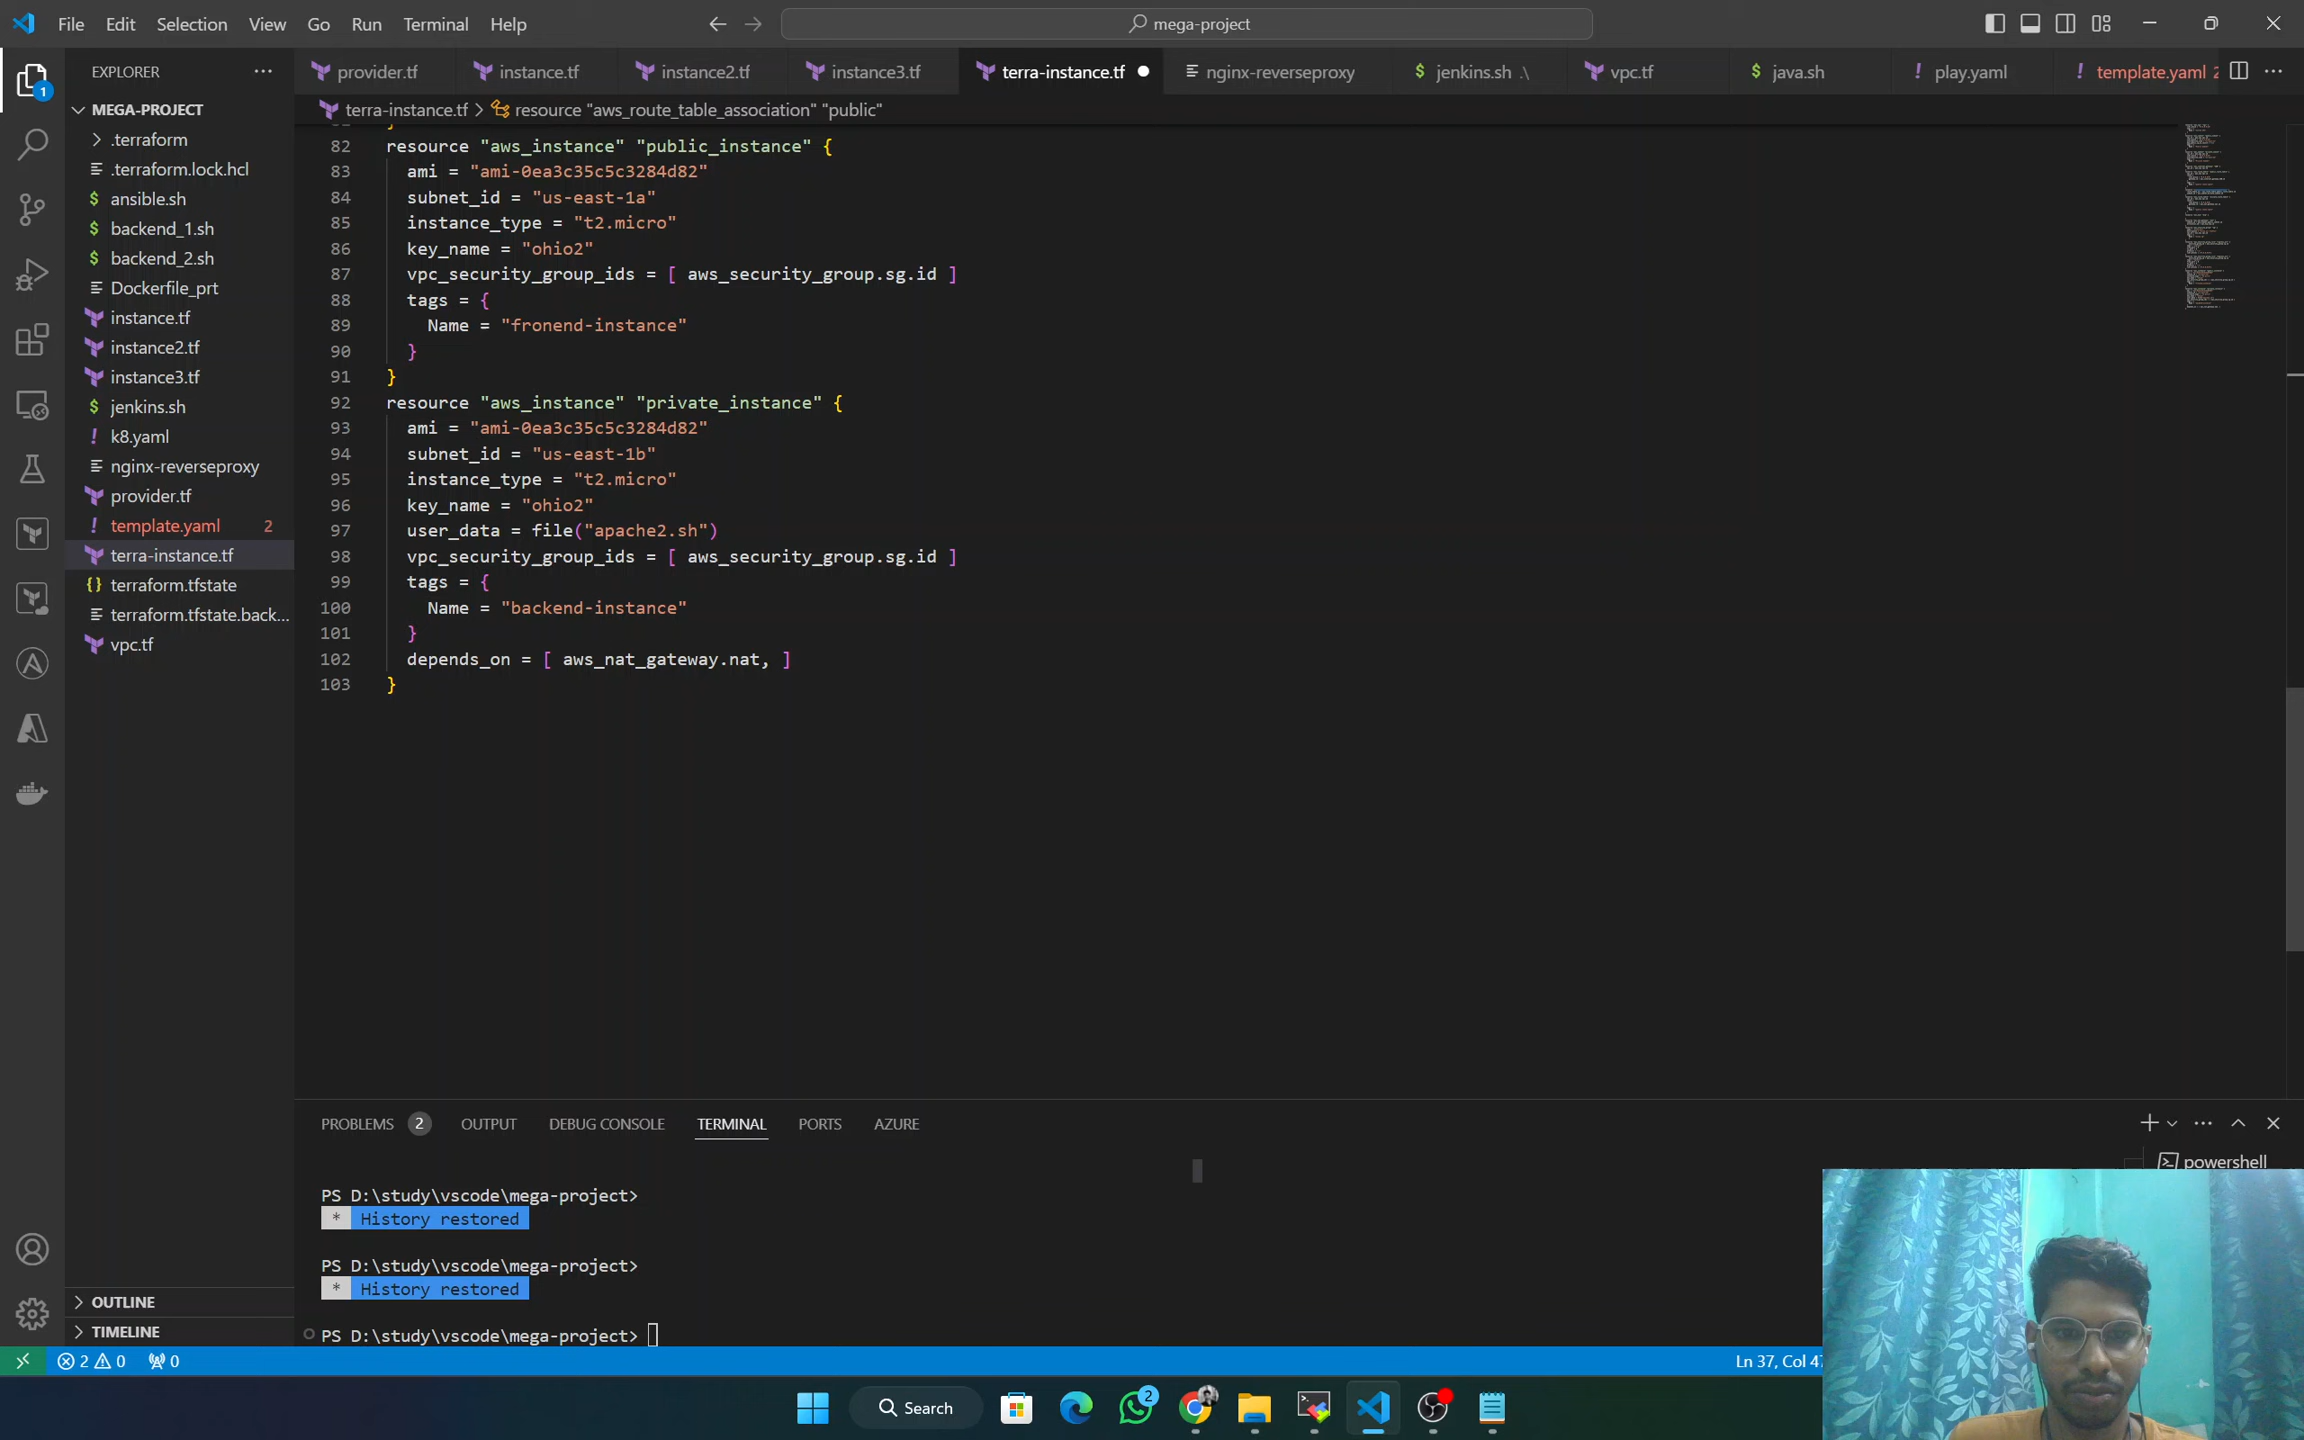 File Edit Selection View Go Run Terminal Help
mega-project
EXPLORER
provider.tf
instance.tf
instance2.tf
instance3.tf
terra-instance.tf
nginx-reverseproxy
jenkins.sh .\
vpc.tf
java.sh
play.yaml
template.yaml 2
1
terra-instance.tf > resource "aws_route_table_association" "public"
MEGA-PROJECT
.terraform
.terraform.lock.hcl
ansible.sh
backend_1.sh
backend_2.sh
Dockerfile_prt
instance.tf
instance2.tf
instance3.tf
jenkins.sh
k8.yaml
nginx-reverseproxy
provider.tf
template.yaml 2
terra-instance.tf
terraform.tfstate
terraform.tfstate.back...
vpc.tf
OUTLINE
TIMELINE
82 resource "aws_instance" "public_instance" {
83 ami = "ami-0ea3c35c5c3284d82"
84 subnet_id = "us-east-1a"
85 instance_type = "t2.micro"
86 key_name = "ohio2"
87 vpc_security_group_ids = [ aws_security_group.sg.id ]
88 tags = {
89 Name = "fronend-instance"
90 }
91 }
92 resource "aws_instance" "private_instance" {
93 ami = "ami-0ea3c35c5c3284d82"
94 subnet_id = "us-east-1b"
95 instance_type = "t2.micro"
96 key_name = "ohio2"
97 user_data = file("apache2.sh")
98 vpc_security_group_ids = [ aws_security_group.sg.id ]
99 tags = {
100 Name = "backend-instance"
101 }
102 depends_on = [ aws_nat_gateway.nat, ]
103 }
PROBLEMS 2 OUTPUT DEBUG CONSOLE TERMINAL PORTS AZURE
powershell
PS D:\study\vscode\mega-project>
* History restored
PS D:\study\vscode\mega-project>
* History restored
PS D:\study\vscode\mega-project>
2 0 0
Ln 37, Col 47
Search
2